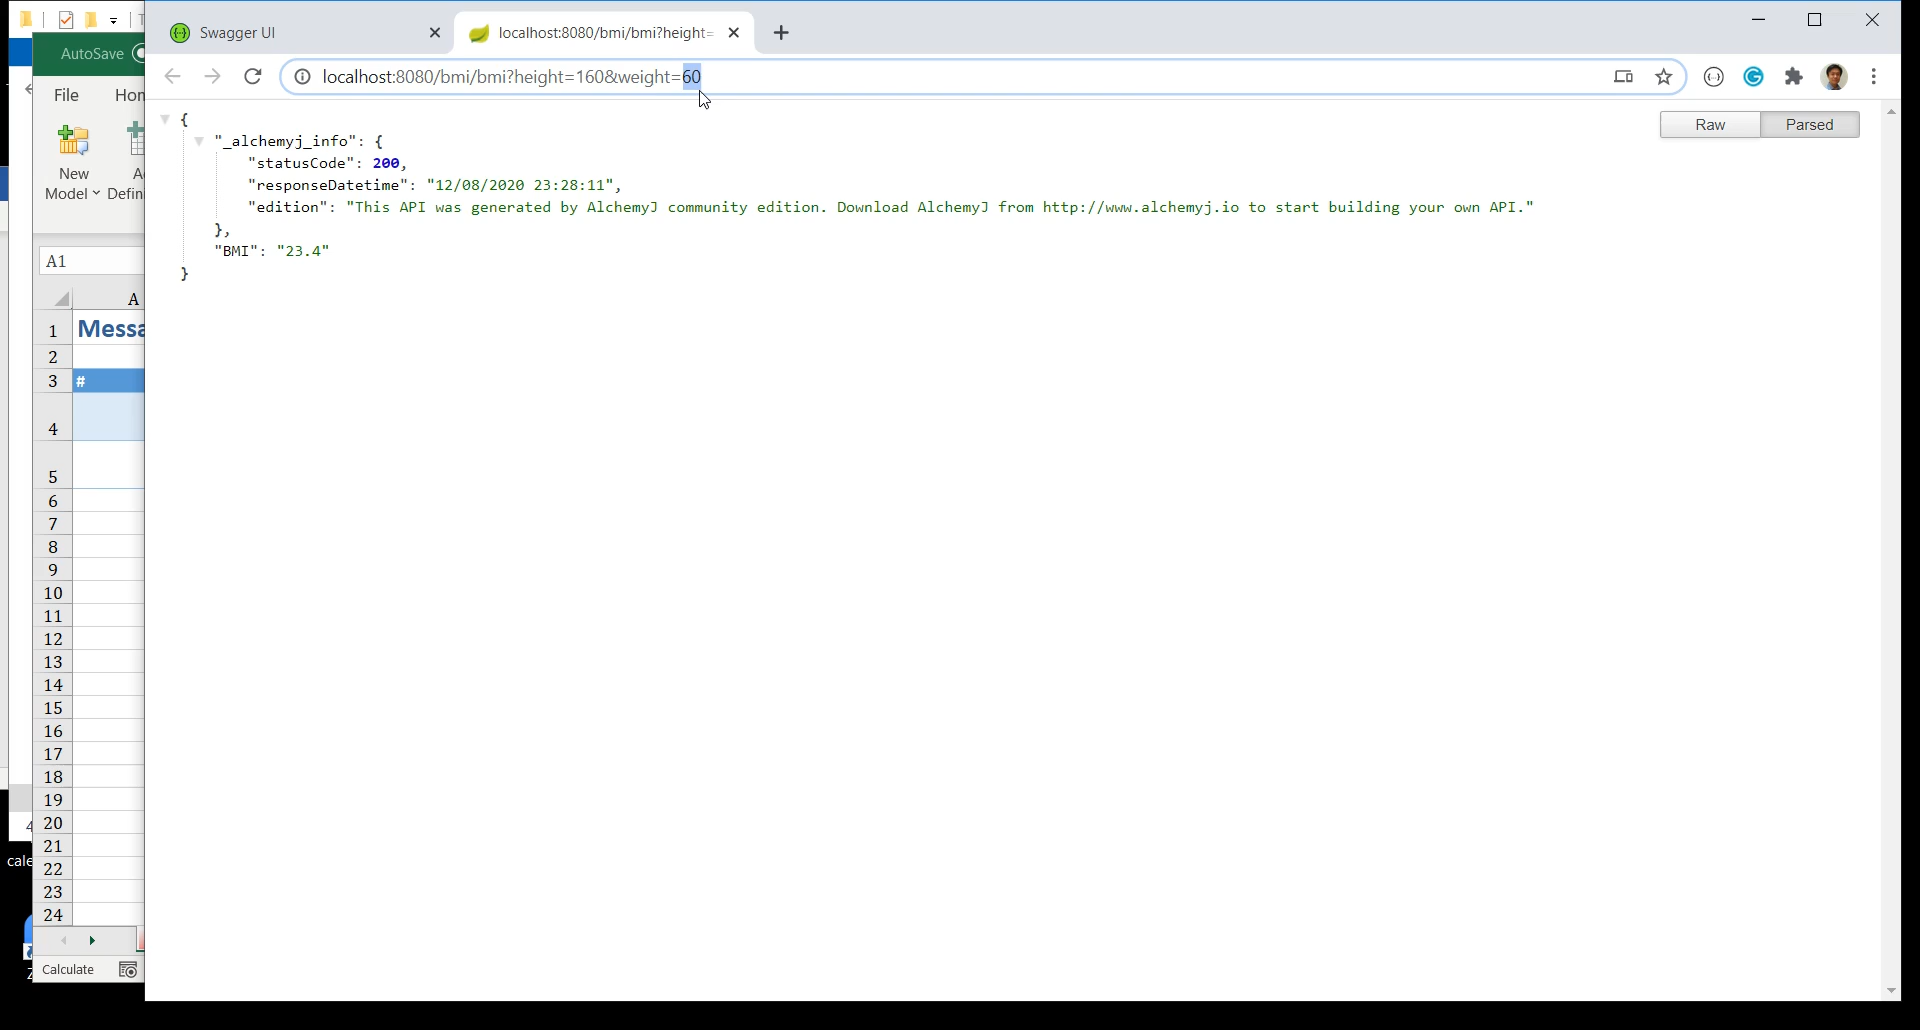 Swagger UI
localhost:8080/bmi/bmi?height=
AutoSave
localhost:8080/bmi/bmi?height=160&weight=60
File
{
Raw
Parsed
"_alchemyj_info": {
"statusCode": 200,
"responseDatetime": "12/08/2020 23:28:11",
"edition": "This API was generated by AlchemyJ community edition. Download AlchemyJ from http://www.alchemyj.io to start building your own API."
},
"BMI": "23.4"
}
New
Model
A1
A
1
2
3
#
4
5
6
7
8
9
10
11
12
13
14
15
16
17
18
19
20
21
22
23
24
Calculate